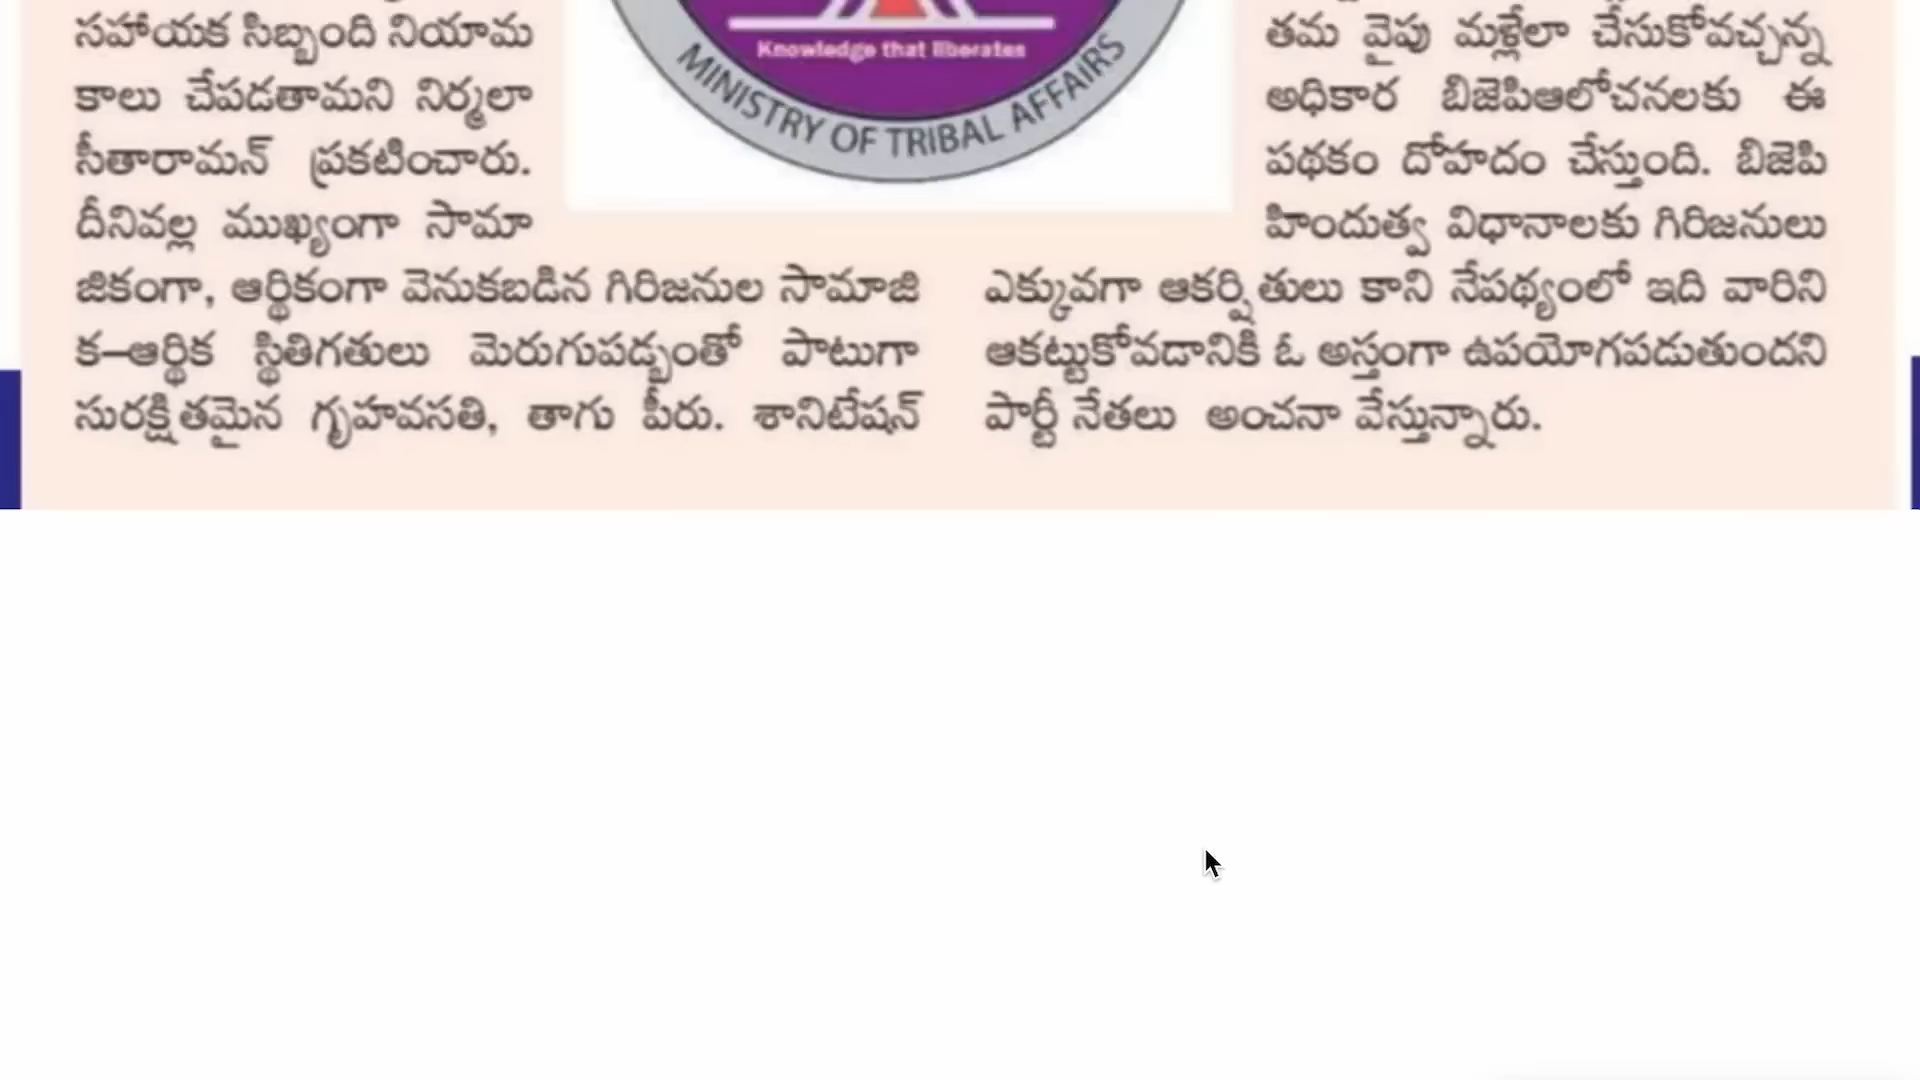 సహాయక సిబ్బంది నియామ
కాలు చేపడతామని నిర్మలా
సీతారామన్ ప్రకటించారు.
దీనివల్ల ముఖ్యంగా సామా
జికంగా, ఆర్థికంగా వెనుకబడిన గిరిజనుల సామాజి
క–ఆర్థిక స్థితిగతులు మెరుగుపడ్బంతో పాటుగా
సురక్షితమైన గృహవసతి, తాగు పీరు. శానిటేషన్
Knowledge that liberates
MINISTRY OF TRIBAL AFFAIRS
తమ వైపు మళ్లేలా చేసుకోవచ్చన్న
అధికార బిజెపిఆలోచనలకు ఈ
పథకం దోహదం చేస్తుంది. బిజెపి
హిందుత్వ విధానాలకు గిరిజనులు
ఎక్కువగా ఆకర్షితులు కాని నేపథ్యంలో ఇది వారిని
ఆకట్టుకోవడానికి ఓ అస్తంగా ఉపయోగపడుతుందని
పార్టీ నేతలు అంచనా వేస్తున్నారు.